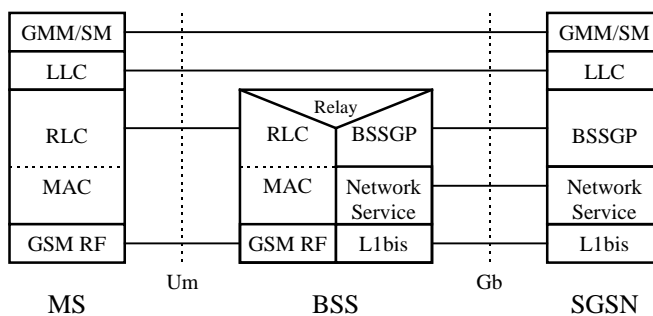 GMM/SM
GMM/SM
LLC
LLC
Relay
RLC
RLC
BSSGP
BSSGP
MAC
MAC
Network
Service
Network
Service
GSM RF
GSM RF
L1bis
L1bis
Um
Gb
MS
BSS
SGSN